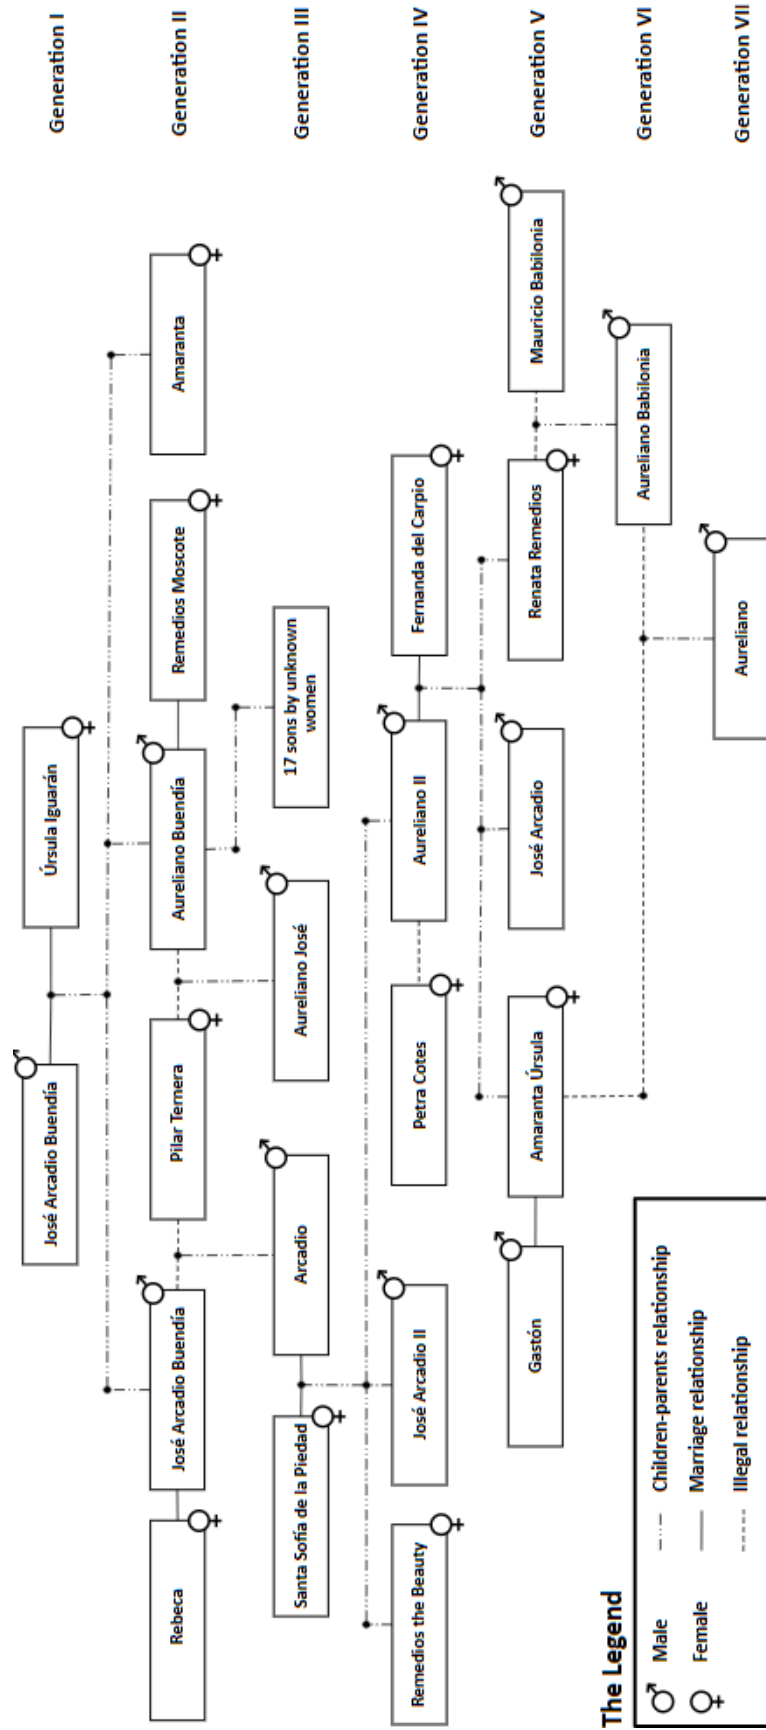 José Arcadio Buendía
Úrsula Iguarán
Generation I
Rebeca
José Arcadio Buendía
Pilar Ternera
Aureliano Buendía
Remedios Moscote
Amaranta
Generation II
Santa Sofía de la Piedad
Arcadio
Aureliano José
17 sons by unknown
women
Generation III
Remedios the Beauty
José Arcadio II
Petra Cotes
Aureliano II
Fernanda del Carpio
Generation IV
Gastón
Amaranta Úrsula
José Arcadio
Renata Remedios
Mauricio Babilonia
Generation V
Aureliano Babilonia
Generation VI
Aureliano
Generation VII
The Legend
Male
Children-parents relationship
Female
Marriage relationship
Illegal relationship